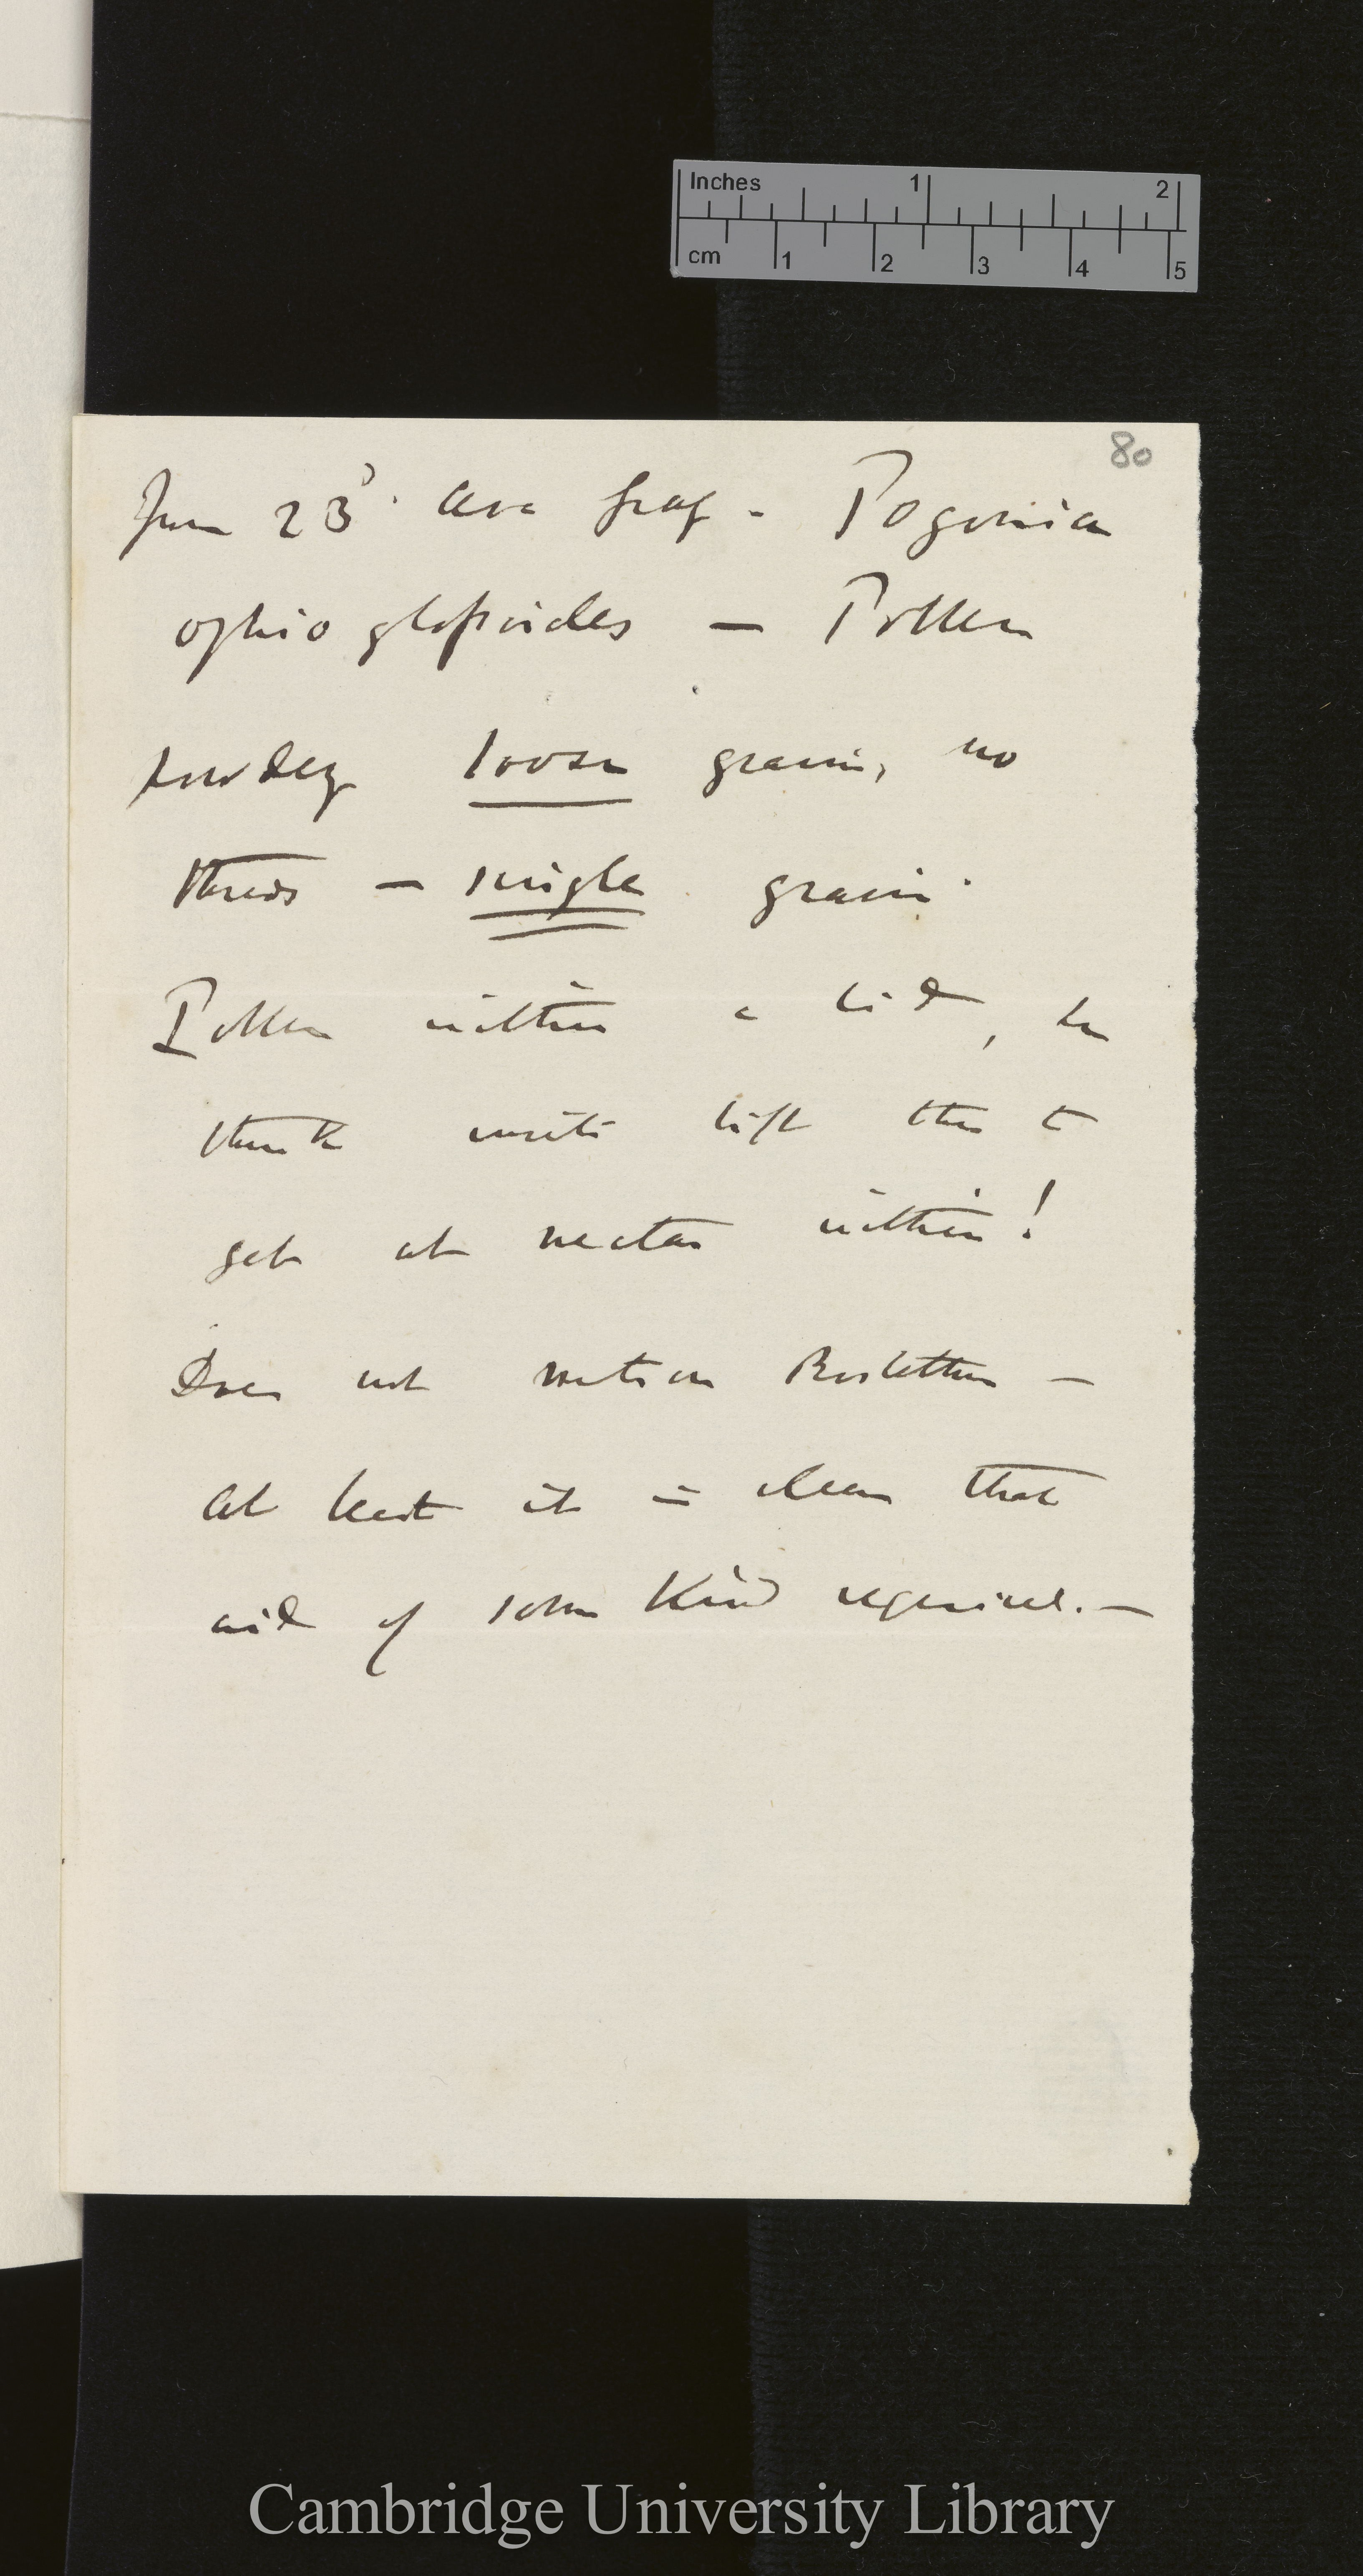 Inches 1 2
cm 1 2 3 4 5
80
June 23d. Asa Gray - Pogonia
ophioglossoides — Pollen
powdery loose grains, no
threads — single grains.
Pollen within a lid, he
thinks insects lift this to
get at nectar within!
Does not mention Rostellum —
At least it is clear that
aid of some kind required. —
Cambridge University Library